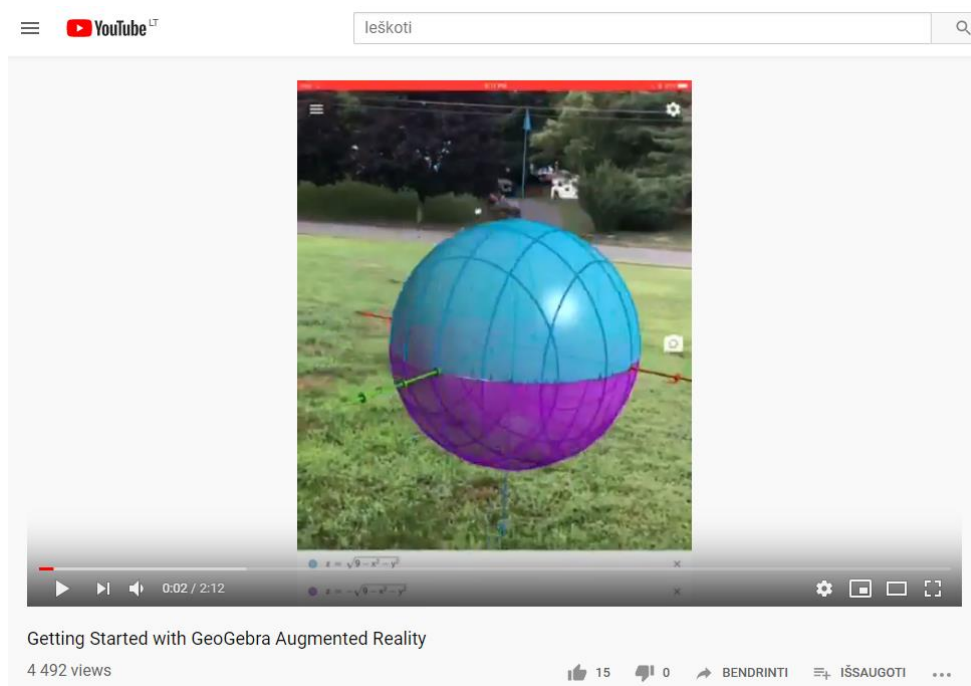 YouTube LT
Ieškoti
z = √9 − x² − y²
z = −√9 − x² − y²
0:02 / 2:12
Getting Started with GeoGebra Augmented Reality
4 492 views
15 0 BENDRINTI IŠSAUGOTI